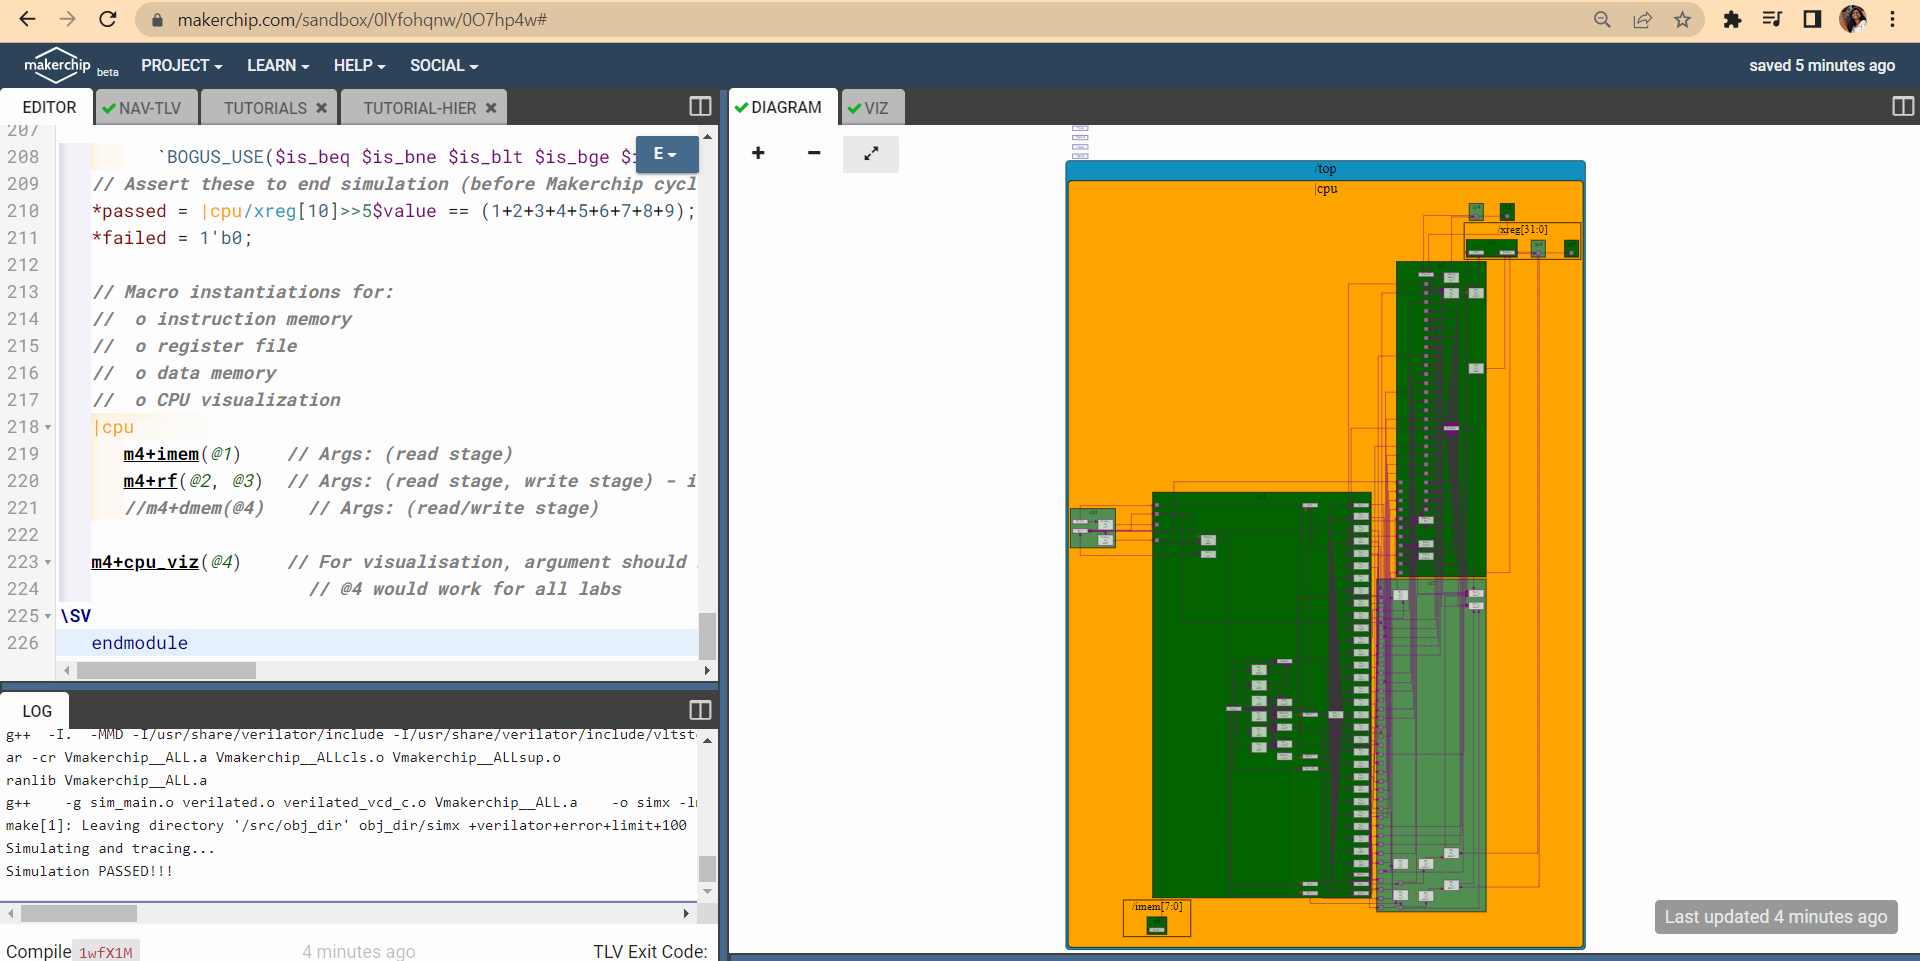 makerchip.com/sandbox/0lYfohqnw/0O7hp4w#
makerchip beta PROJECT LEARN HELP SOCIAL saved 5 minutes ago
EDITOR NAV-TLV TUTORIALS TUTORIAL-HIER
DIAGRAM VIZ
207
208 `BOGUS_USE($is_beq $is_bne $is_blt $is_bge
E
209 // Assert these to end simulation (before Makerchip cycl
210 *passed = |cpu/xreg[10]>>5$value == (1+2+3+4+5+6+7+8+9);
211 *failed = 1'b0;
212
213 // Macro instantiations for:
214 //  o instruction memory
215 //  o register file
216 //  o data memory
217 //  o CPU visualization
218 |cpu
219 m4+imem(@1)    // Args: (read stage)
220 m4+rf(@2, @3)  // Args: (read stage, write stage) - i
221 //m4+dmem(@4)    // Args: (read/write stage)
222
223 m4+cpu_viz(@4)    // For visualisation, argument should
224 // @4 would work for all labs
225 \SV
226 endmodule
LOG
g++  -I.  -MMD -I/usr/share/verilator/include -I/usr/share/verilator/include/vltst
ar -cr Vmakerchip__ALL.a Vmakerchip__ALLcls.o Vmakerchip__ALLsup.o
ranlib Vmakerchip__ALL.a
g++    -g sim_main.o verilated.o verilated_vcd_c.o Vmakerchip__ALL.a    -o simx -l
make[1]: Leaving directory '/src/obj_dir' obj_dir/simx +verilator+error+limit+100
Simulating and tracing...
Simulation PASSED!!!
Compile 1wfX1M 4 minutes ago TLV Exit Code:
/top
|cpu
/xreg[31:0]
/imem[7:0]
Last updated 4 minutes ago